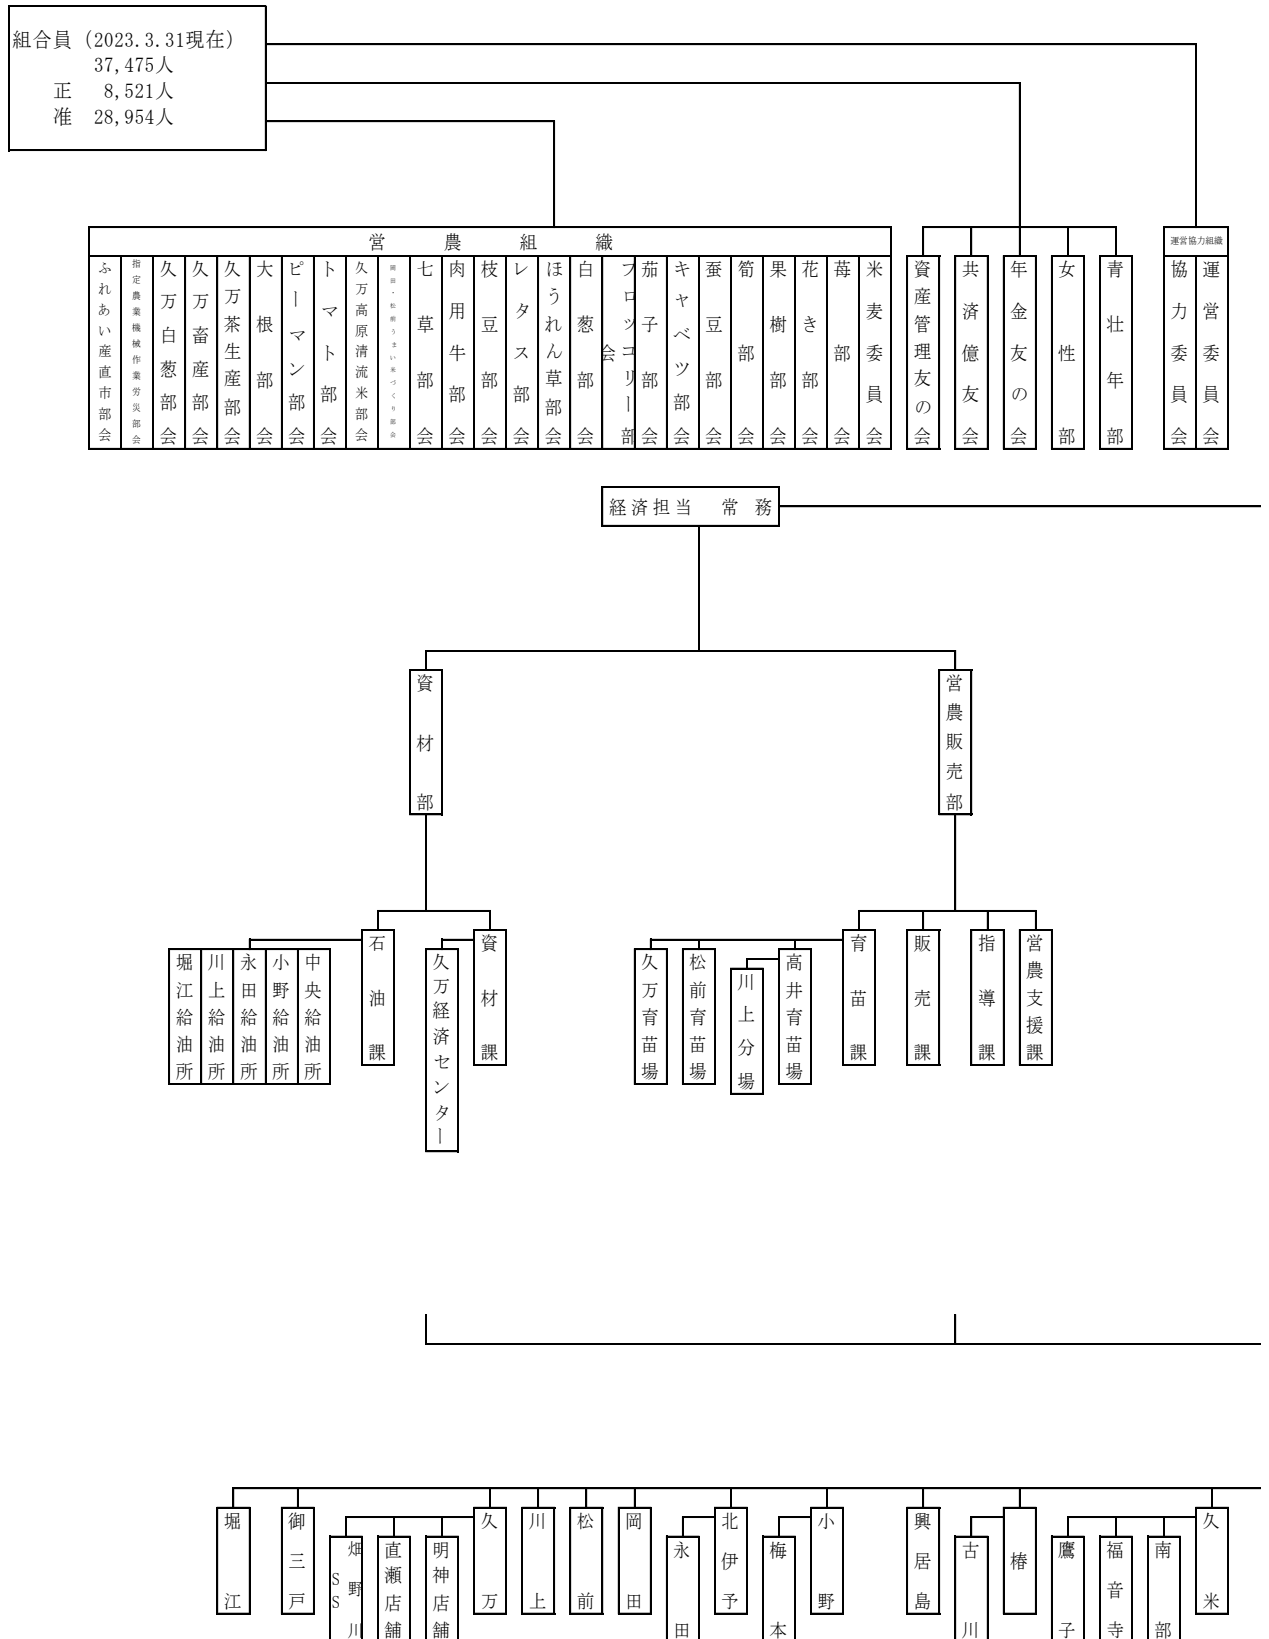 組合員（2023.3.31現在）
37,475人
正　8,521人
准　28,954人
営農組織
運営協力組織
ふれあい産直市部会
指定農業機械作業労災部会
久万白葱部会
久万畜産部会
久万茶生産部会
大根部会
ピーマン部会
トマト部会
久万高原清流米部会
岡田・松前うまい米づくり部会
七草部会
肉用牛部会
枝豆部会
レタス部会
ほうれん草部会
白葱部会
ブロッコリー部会
茄子部会
キャベツ部会
蚕豆部会
筍部会
果樹部会
花き部会
苺部会
米麦委員会
資産管理友の会
共済億友会
年金友の会
女性部
青壮年部
協力委員会
運営委員会
経済担当　常務
資材部
営農販売部
石油課
資材課
育苗課
販売課
指導課
営農支援課
堀江給油所
川上給油所
永田給油所
小野給油所
中央給油所
久万経済センター
久万育苗場
松前育苗場
川上分場
高井育苗場
堀江
御三戸
久万
川上
松前
岡田
北伊予
小野
興居島
椿
久米
畑野川SS
直瀬店舗
明神店舗
永田
梅本
古川
鷹子
福音寺
南部